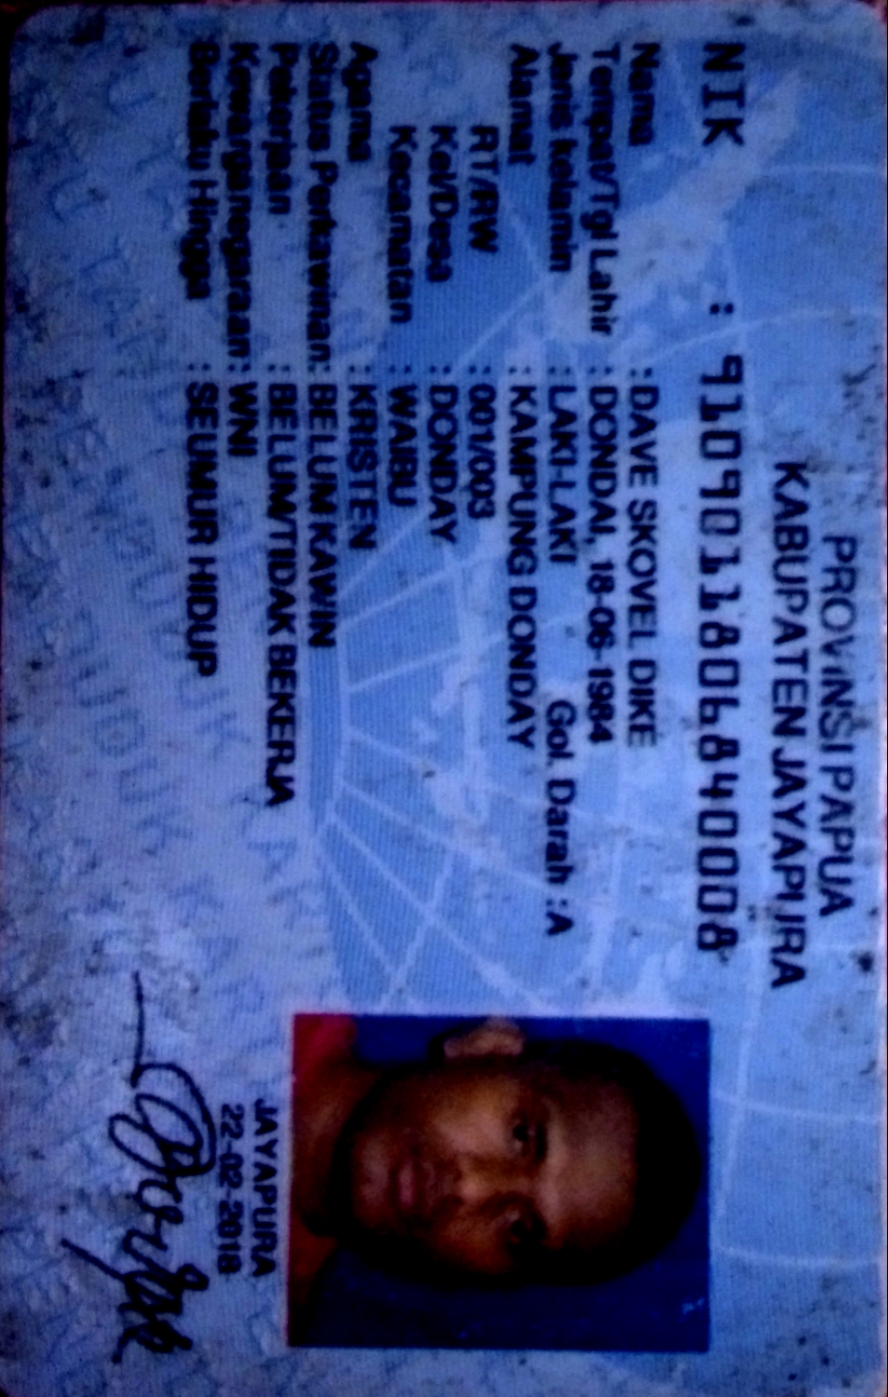 PROVINSI PAPUA
KABUPATEN JAYAPURA
NIK : 9109011806840008
Nama : DAVE SKOVEL DIKE
Tempat/Tgl Lahir : DONDAI, 18-06-1984
Jenis kelamin : LAKI-LAKI Gol. Darah :A
Alamat : KAMPUNG DONDAY
RT/RW : 001/003
Kel/Desa : DONDAY
Kecamatan : WAIBU
Agama : KRISTEN
Status Perkawinan: BELUM KAWIN
Pekerjaan : BELUM/TIDAK BEKERJA
Kewarganegaraan: WNI
Berlaku Hingga : SEUMUR HIDUP
JAYAPURA
22-02-2018